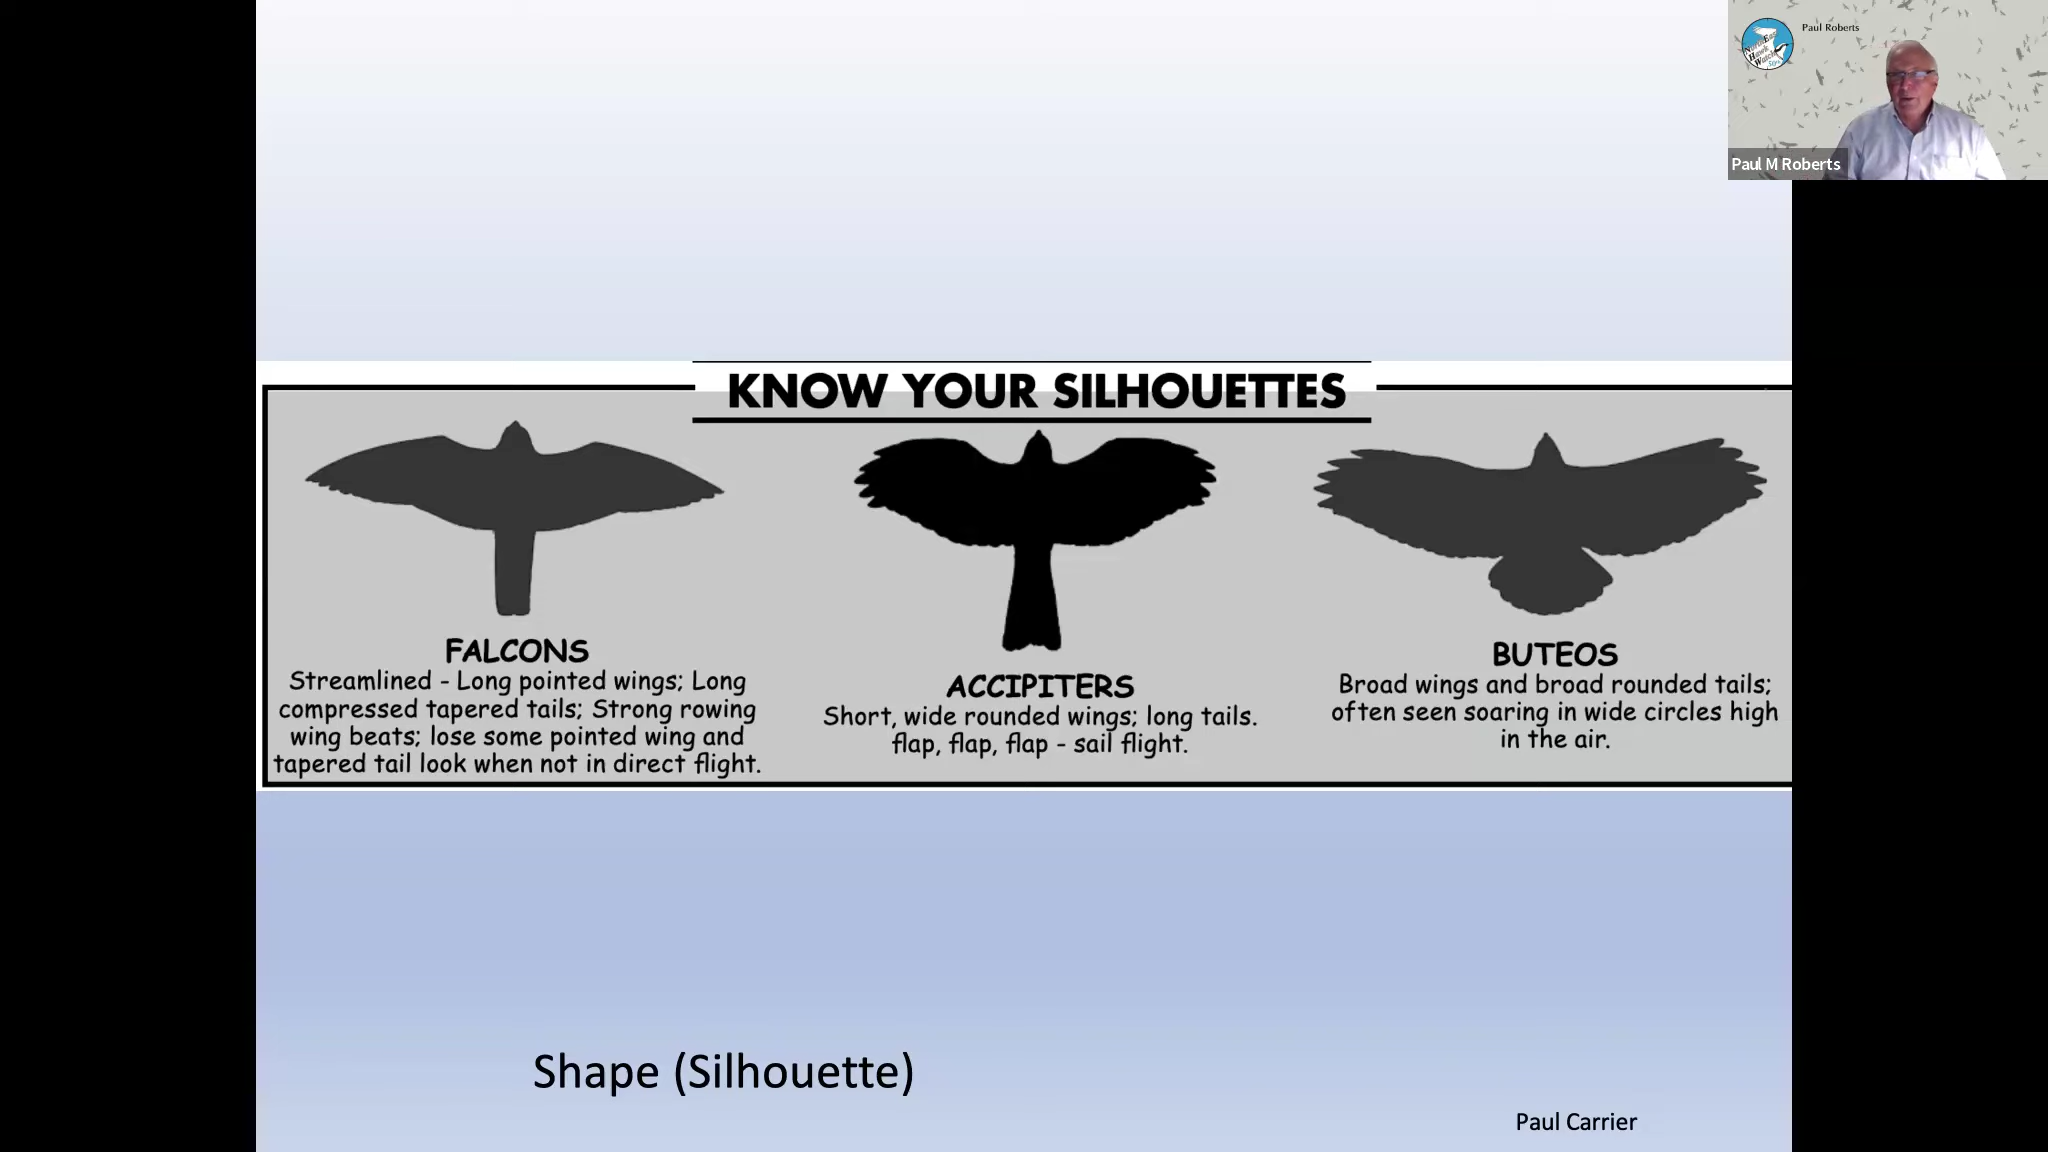 Paul Roberts
NorthEast
Hawk
Watch
Paul M Roberts
KNOW YOUR SILHOUETTES
FALCONS
Streamlined - Long pointed wings; Long
compressed tapered tails; Strong rowing
wing beats; lose some pointed wing and
tapered tail look when not in direct flight.
ACCIPITERS
Short, wide rounded wings; long tails.
flap, flap, flap - sail flight.
BUTEOS
Broad wings and broad rounded tails;
often seen soaring in wide circles high
in the air.
Shape (Silhouette)
Paul Carrier